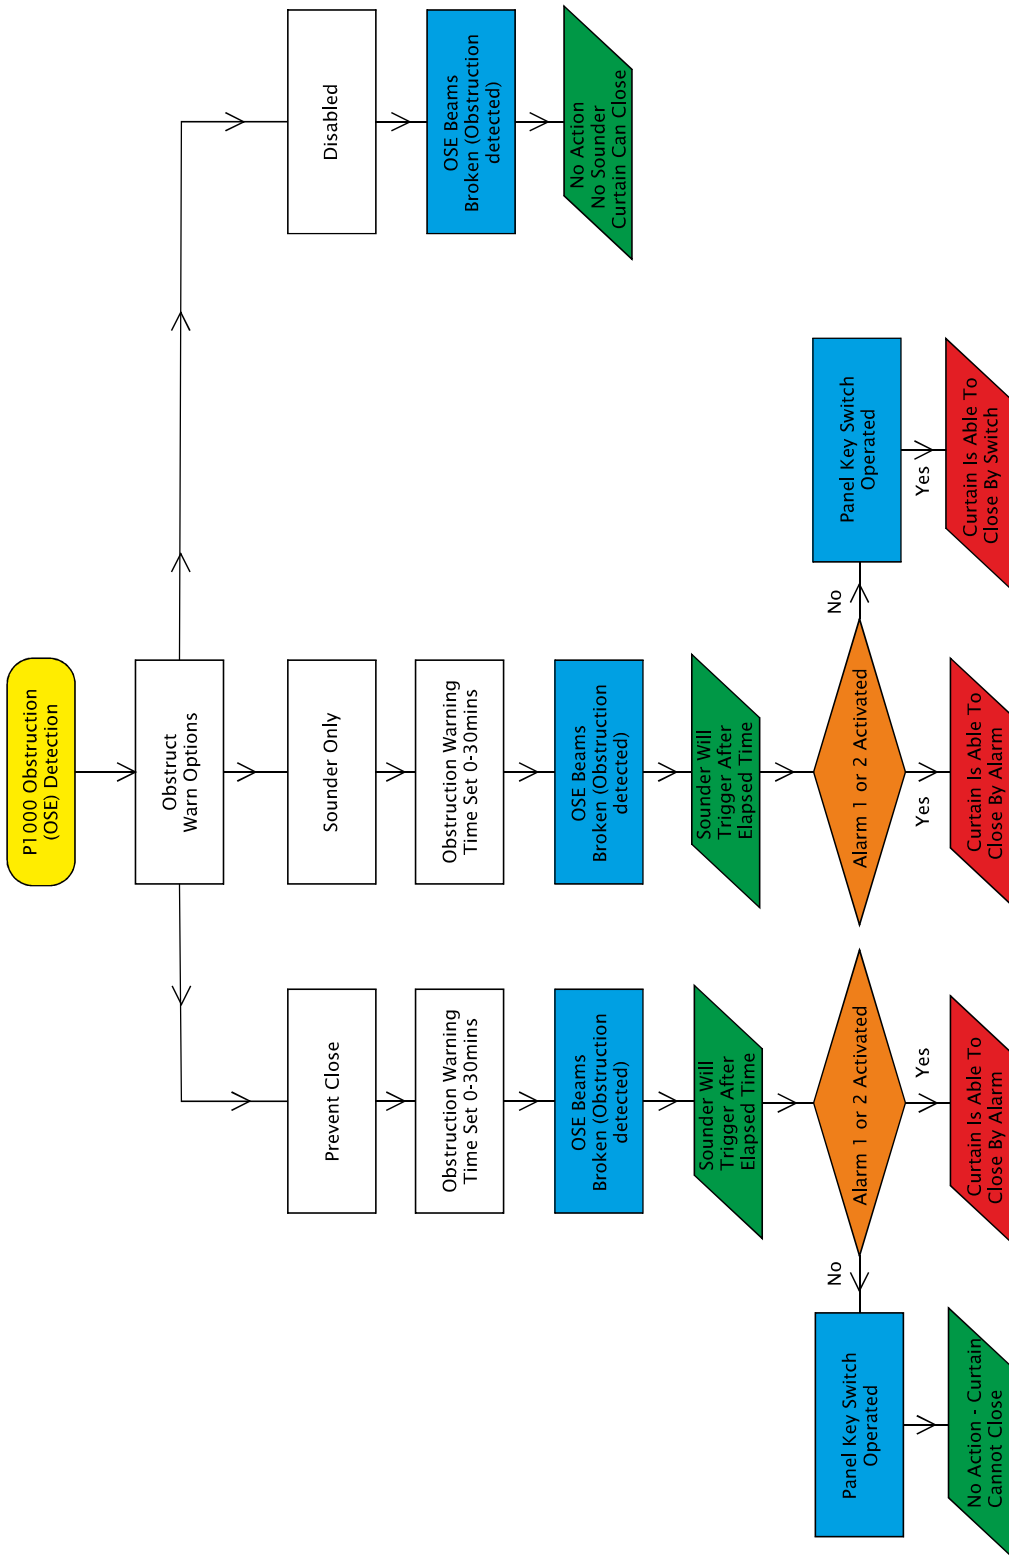 P1000 Obstruction
(OSE) Detection
Obstruct
Warn Options
Prevent Close
Obstruction Warning
Time Set 0-30mins
OSE Beams
Broken (Obstruction
detected)
Sounder Will
Trigger After
Elapsed Time
Alarm 1 or 2 Activated
No
Yes
Panel Key Switch
Operated
No Action - Curtain
Cannot Close
Curtain Is Able To
Close By Alarm
Sounder Only
Obstruction Warning
Time Set 0-30mins
OSE Beams
Broken (Obstruction
detected)
Sounder Will
Trigger After
Elapsed Time
Alarm 1 or 2 Activated
Yes
No
Curtain Is Able To
Close By Alarm
Panel Key Switch
Operated
Yes
Curtain Is Able To
Close By Switch
Disabled
OSE Beams
Broken (Obstruction
detected)
No Action
No Sounder
Curtain Can Close